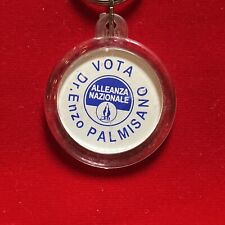 VOTA
Dr. Enzo PALMISANO
ALLEANZA
NAZIONALE